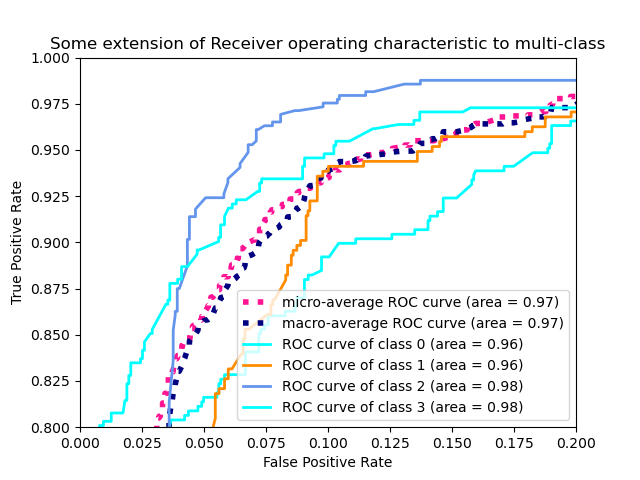 Some extension of Receiver operating characteristic to multi-class
True Positive Rate
1.000
0.975
0.950
0.925
0.900
0.875
0.850
0.825
0.800
micro-average ROC curve (area = 0.97)
macro-average ROC curve (area = 0.97)
ROC curve of class 0 (area = 0.96)
ROC curve of class 1 (area = 0.96)
ROC curve of class 2 (area = 0.98)
ROC curve of class 3 (area = 0.98)
0.000 0.025 0.050 0.075 0.100 0.125 0.150 0.175 0.200
False Positive Rate